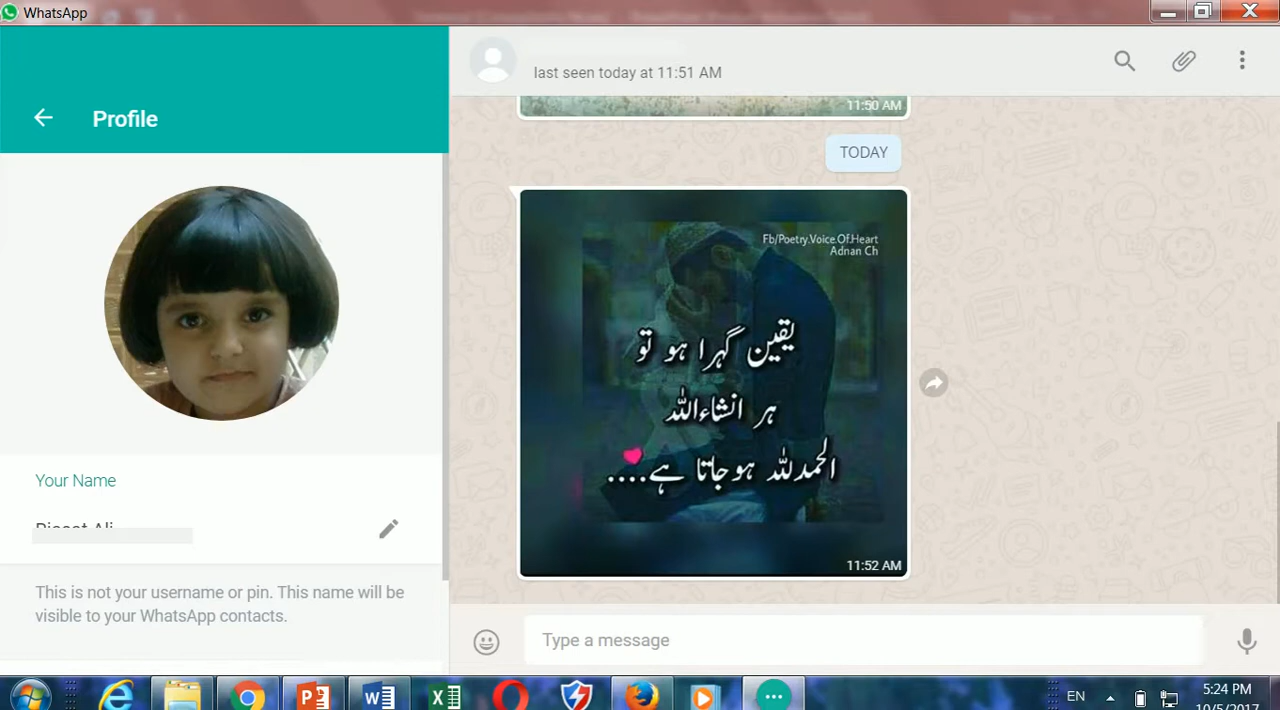 WhatsApp
Profile
Your Name
This is not your username or pin. This name will be
visible to your WhatsApp contacts.
last seen today at 11:51 AM
11:50 AM
TODAY
Fb/Poetry.Voice.Of.Heart
Adnan Ch
یقین گہرا ہو تو
ہر انشاءاللہ
الحمدللہ ہو جاتا ہے....
11:52 AM
Type a message
EN
5:24 PM
10/5/2017